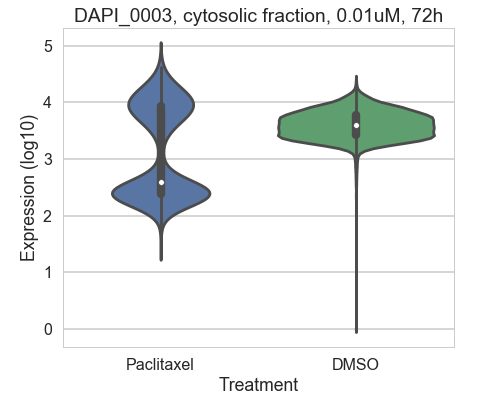 DAPI_0003, cytosolic fraction, 0.01uM, 72h
Expression (log10)
5
4
3
2
1
0
Paclitaxel DMSO
Treatment